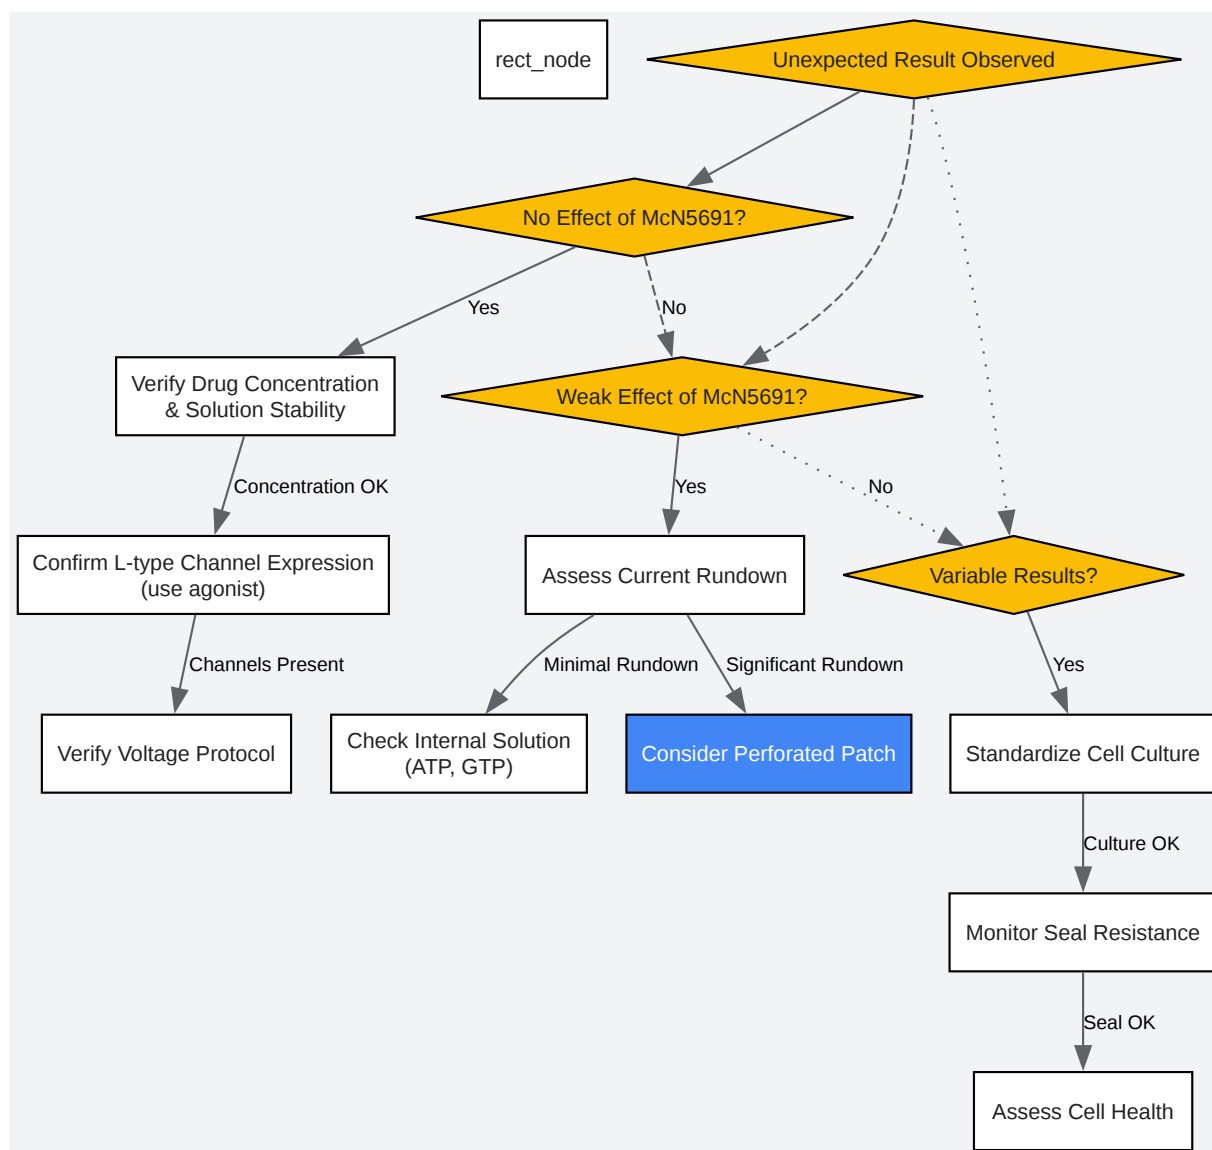 rect_node
Unexpected Result Observed
No Effect of McN5691?
Yes
No
Verify Drug Concentration
& Solution Stability
Weak Effect of McN5691?
Concentration OK
Yes
No
Confirm L-type Channel Expression
(use agonist)
Assess Current Rundown
Variable Results?
Channels Present
Minimal Rundown
Significant Rundown
Yes
Verify Voltage Protocol
Check Internal Solution
(ATP, GTP)
Consider Perforated Patch
Standardize Cell Culture
Culture OK
Monitor Seal Resistance
Seal OK
Assess Cell Health